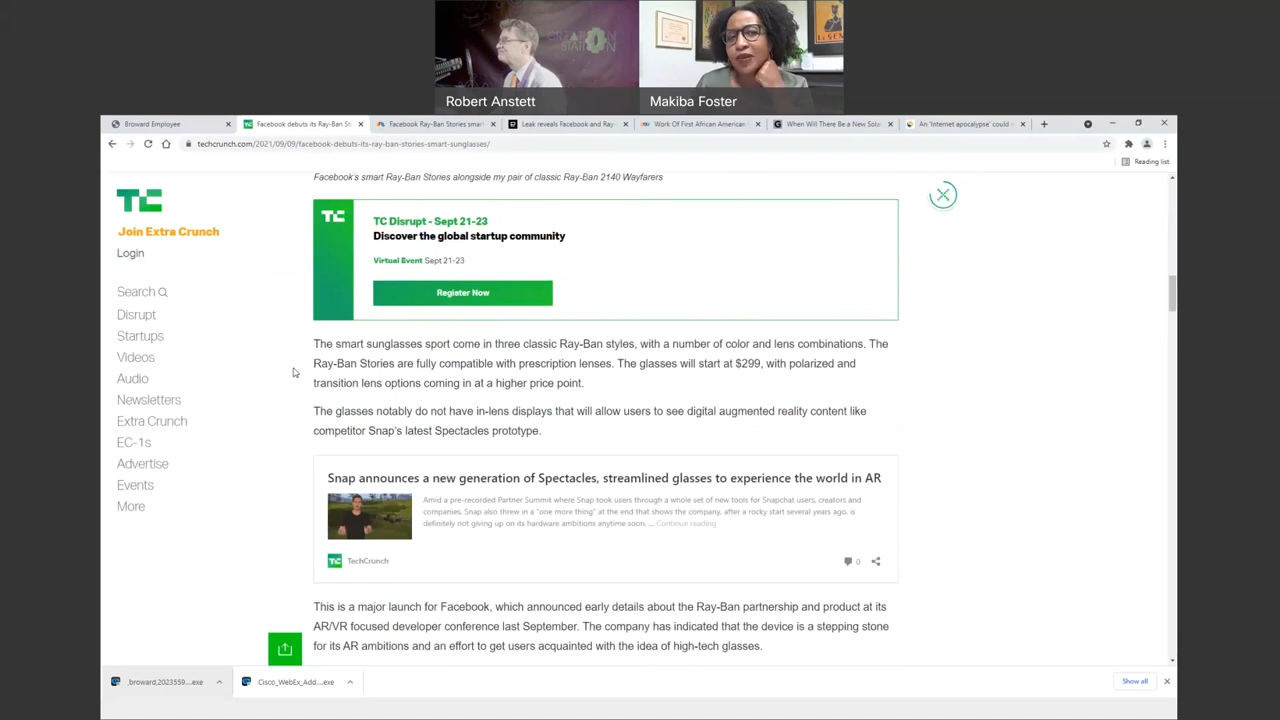 CREATION
STATION
Robert Anstett
Makiba Foster
Broward Employee
Facebook debuts its Ray-Ban St
Facebook Ray-Ban Stories smart
Leak reveals Facebook and Ray-
Work Of First African American
When Will There Be a New Sola
An 'Internet apocalypse' could
techcrunch.com/2021/09/09/facebook-debuts-its-ray-ban-stories-smart-sunglasses/
Reading list
TC
Join Extra Crunch
Login
Search
Disrupt
Startups
Videos
Audio
Newsletters
Extra Crunch
EC-1s
Advertise
Events
More
Facebook's smart Ray-Ban Stories alongside my pair of classic Ray-Ban 2140 Wayfarers
TC
TC Disrupt - Sept 21-23
Discover the global startup community
Virtual Event Sept 21-23
Register Now
The smart sunglasses sport come in three classic Ray-Ban styles, with a number of color and lens combinations. The
Ray-Ban Stories are fully compatible with prescription lenses. The glasses will start at $299, with polarized and
transition lens options coming in at a higher price point.
The glasses notably do not have in-lens displays that will allow users to see digital augmented reality content like
competitor Snap's latest Spectacles prototype.
Snap announces a new generation of Spectacles, streamlined glasses to experience the world in AR
Amid a pre-recorded Partner Summit where Snap took users through a whole set of new tools for Snapchat users, creators and
companies, Snap also threw in a "one more thing" at the end that shows the company, after a rocky start several years ago, is
definitely not giving up on its hardware ambitions anytime soon. ... Continue reading
TC TechCrunch
0
This is a major launch for Facebook, which announced early details about the Ray-Ban partnership and product at its
AR/VR focused developer conference last September. The company has indicated that the device is a stepping stone
for its AR ambitions and an effort to get users acquainted with the idea of high-tech glasses.
,broward,2023559....exe
Cisco_WebEx_Add....exe
Show all